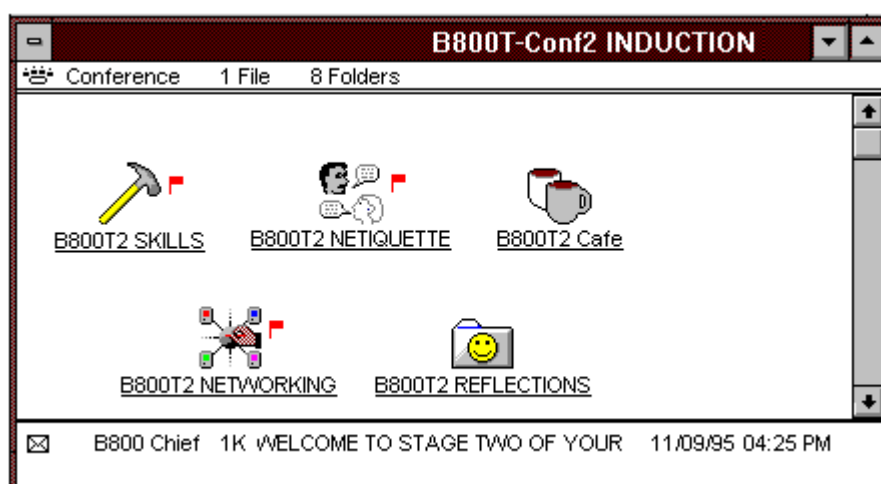 B800T-Conf2 INDUCTION
Conference 1 File 8 Folders
B800T2 SKILLS B800T2 NETIQUETTE B800T2 Cafe
B800T2 NETWORKING B800T2 REFLECTIONS
B800 Chief 1K WELCOME TO STAGE TWO OF YOUR 11/09/95 04:25 PM